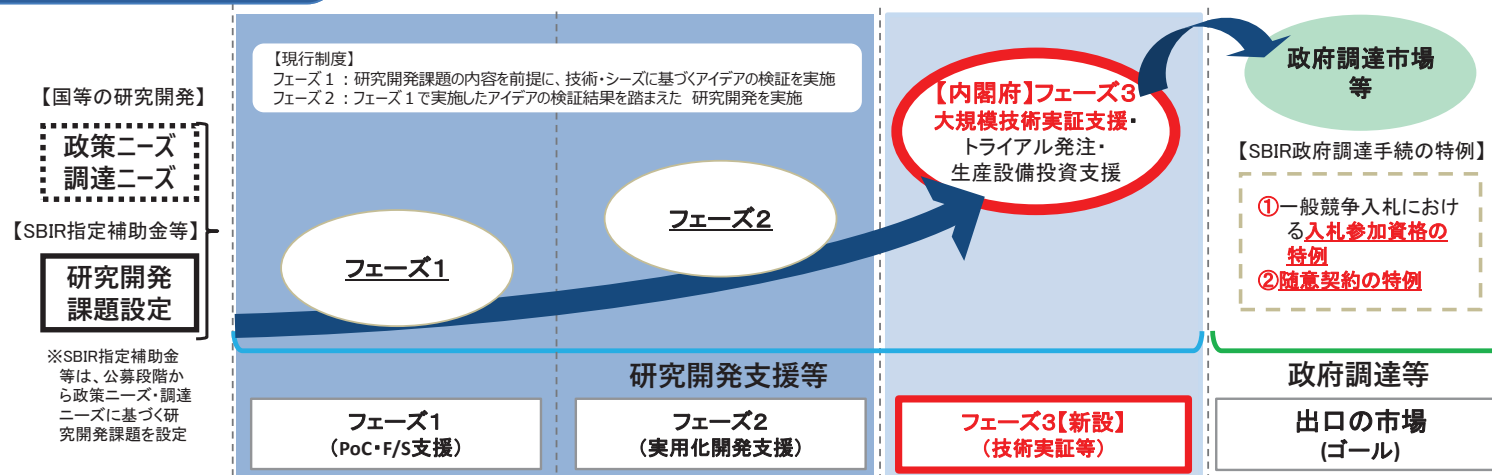 【国等の研究開発】
政策ニーズ
調達ニーズ
【SBIR指定補助金等】
研究開発
課題設定
※SBIR指定補助金
等は、公募段階か
ら政策ニーズ・調達
ニーズに基づく研
究開発課題を設定
【現行制度】
フェーズ1：研究開発課題の内容を前提に、技術・シーズに基づくアイデアの検証を実施
フェーズ2：フェーズ1で実施したアイデアの検証結果を踏まえた 研究開発を実施
フェーズ1
フェーズ2
【内閣府】フェーズ3
大規模技術実証支援・
トライアル発注・
生産設備投資支援
政府調達市場
等
【SBIR政府調達手続の特例】
①一般競争入札におけ
る入札参加資格の
特例
②随意契約の特例
研究開発支援等
政府調達等
フェーズ1
（PoC・F/S支援）
フェーズ2
（実用化開発支援）
フェーズ3【新設】
（技術実証等）
出口の市場
(ゴール)